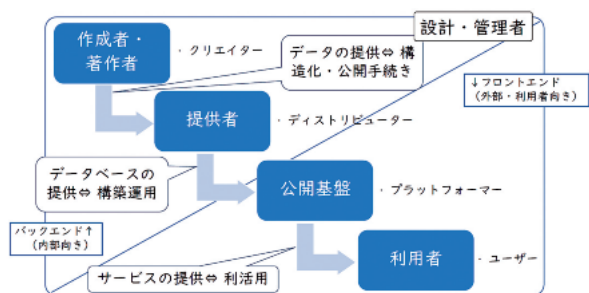 設計・管理者
作成者・
著作者
・クリエイター
データの提供⇔ 構
造化・公開手続き
↓フロントエンド
(外部・利用者向き)
提供者
・ディストリビューター
データベースの
提供⇔ 構築運用
公開基盤
・プラットフォーマー
バックエンド↑
(内部向き)
利用者
・ユーザー
サービスの提供⇔ 利活用